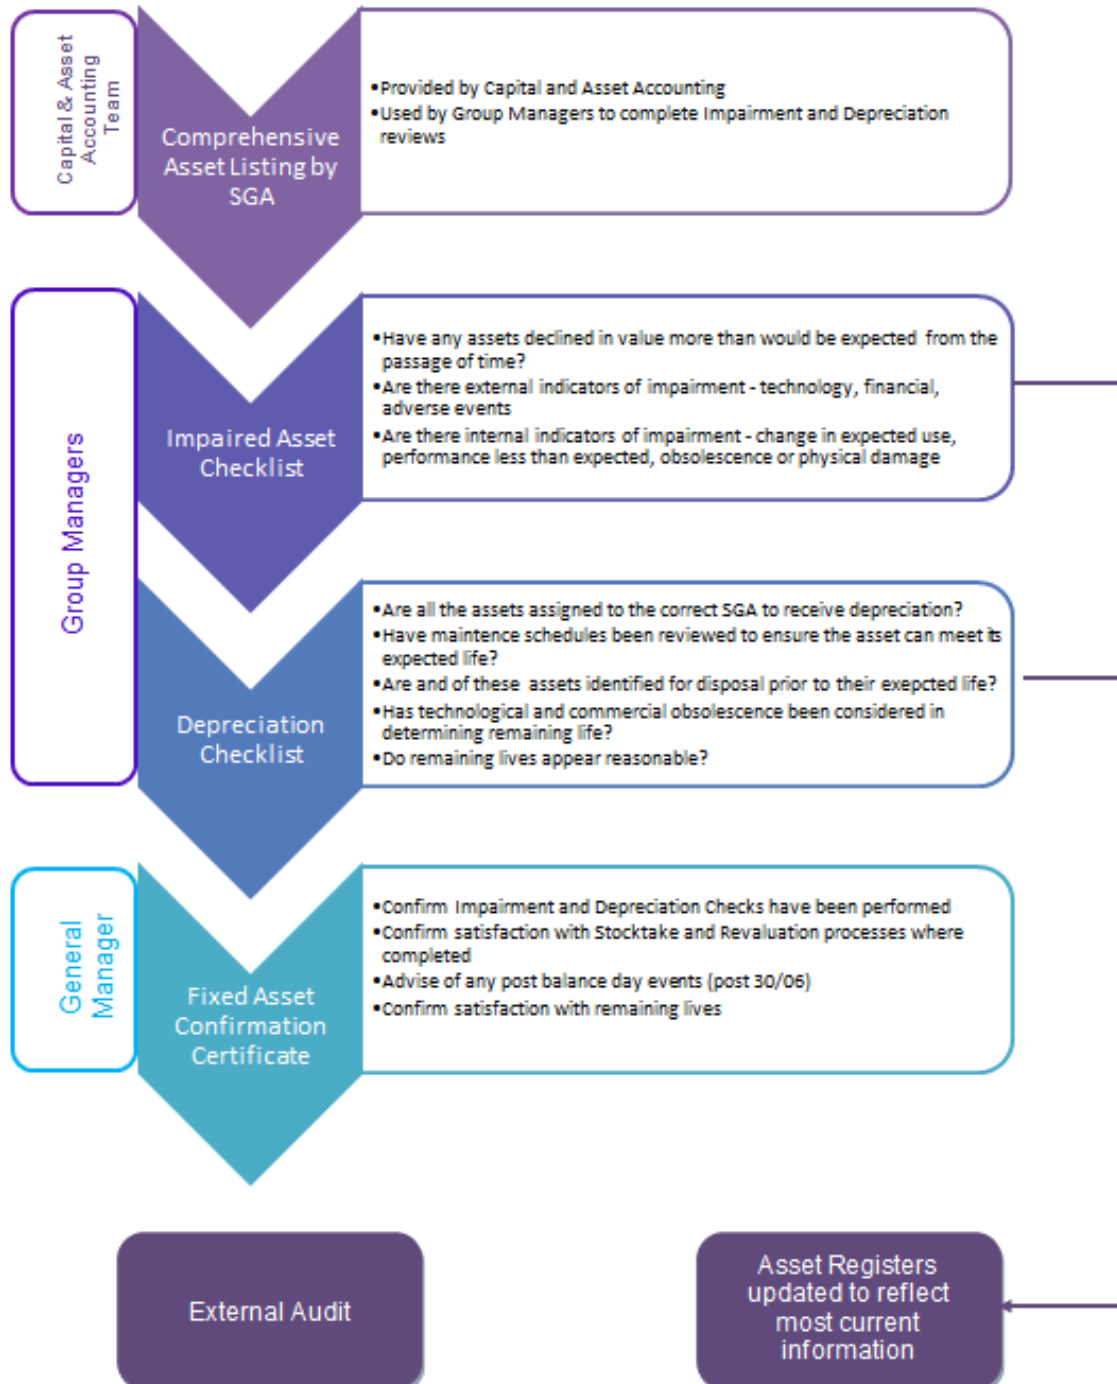 Capital & Asset
Accounting
Team
Comprehensive
Asset Listing by
SGA
•Provided by Capital and Asset Accounting
•Used by Group Managers to complete Impairment and Depreciation
reviews
Group Managers
Impaired Asset
Checklist
•Have any assets declined in value more than would be expected from the
passage of time?
•Are there external indicators of impairment - technology, financial,
adverse events
•Are there internal indicators of impairment - change in expected use,
performance less than expected, obsolescence or physical damage
Depreciation
Checklist
•Are all the assets assigned to the correct SGA to receive depreciation?
•Have maintence schedules been reviewed to ensure the asset can meet its
expected life?
•Are and of these assets identified for disposal prior to their exepcted life?
•Has technological and commercial obsolescence been considered in
determining remaining life?
•Do remaining lives appear reasonable?
General
Manager
Fixed Asset
Confirmation
Certificate
•Confirm Impairment and Depreciation Checks have been performed
•Confirm satisfaction with Stocktake and Revaluation processes where
completed
•Advise of any post balance day events (post 30/06)
•Confirm satisfaction with remaining lives
External Audit
Asset Registers
updated to reflect
most current
information